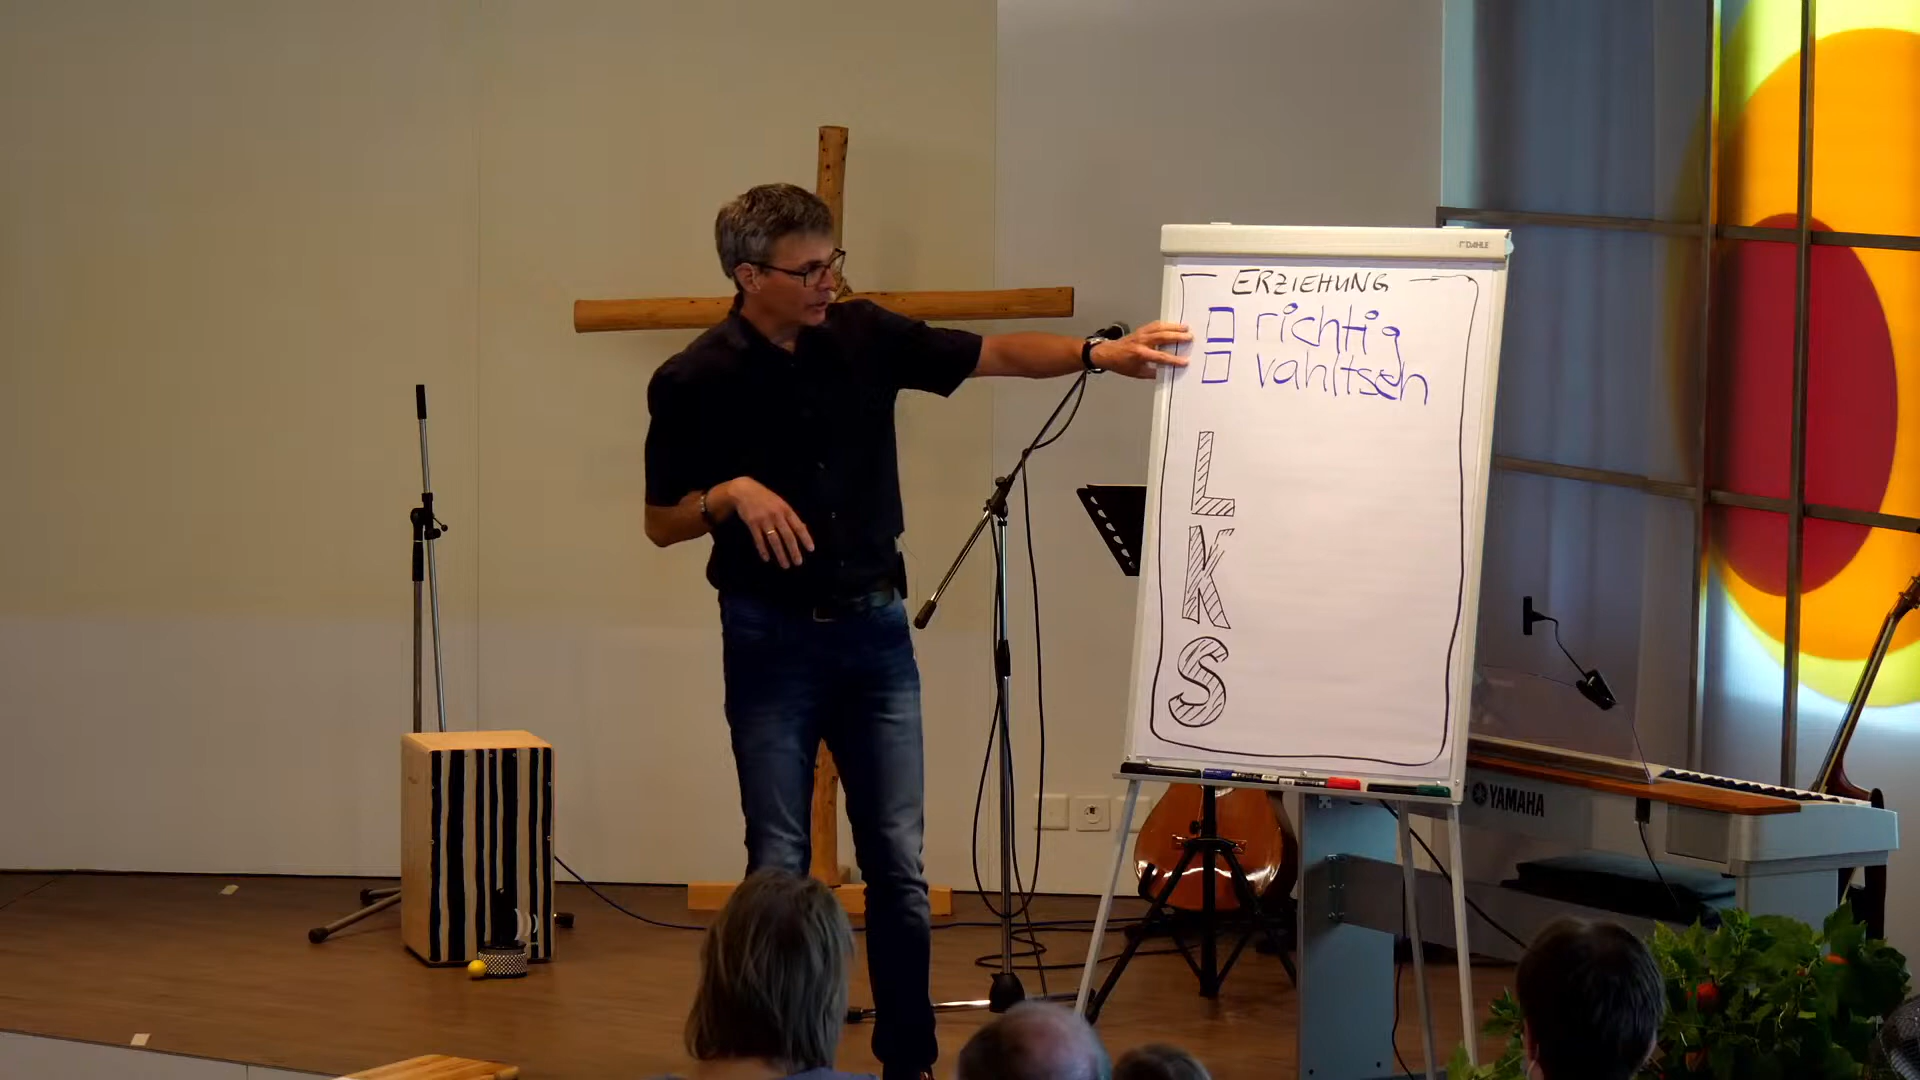 DAHLE
ERZIEHUNG
richtig
vahltsch
L
K
S
YAMAHA